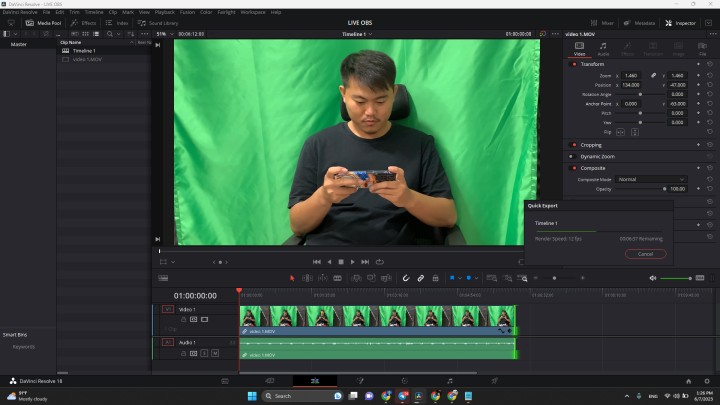 DaVinci Resolve - LIVE OBS
DaVinci Resolve File Edit Trim Timeline Clip Mark View Playback Fusion Color Fairlight Workspace Help
Media Pool Effects Index Sound Library LIVE OBS Mixer Metadata Inspector
51% 00:06:12:03 Timeline 1 01:00:00:00 video 1.MOV
Master
Clip Name Reel Na
Timeline 1
video 1.MOV
Video Audio Effects Transition Image File
Transform
Zoom X 1.460 Y 1.460
Position X 134.000 Y -47.000
Rotation Angle 0.000
Anchor Point X 0.000 Y -63.000
Pitch 0.000
Yaw 0.000
Flip
Cropping
Dynamic Zoom
Composite
Composite Mode Normal
Opacity 100.00
Quick Export
Timeline 1
Render Speed: 12 fps Remaining
Cancel
01:00:00:00
V1 Video 1
video 1.MOV
A1 Audio 1
S M
video 1.MOV
Smart Bins
Keywords
DaVinci Resolve 18
89°F
Mostly cloudy
Search
ENG
1:26 PM
6/7/2023